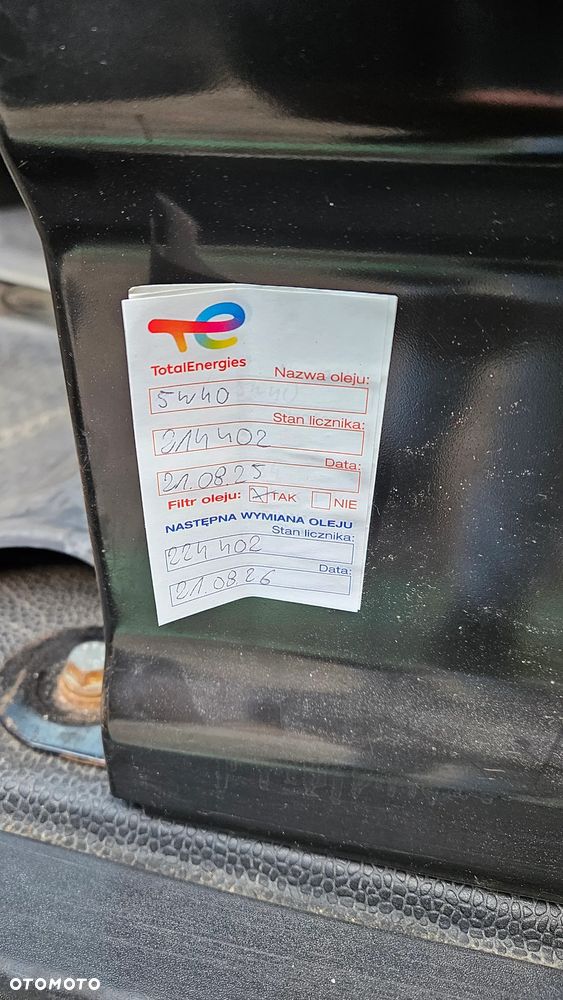 TotalEnergies
Nazwa oleju:
5W40
Stan licznika:
214402
Data:
21.08.25
Filtr oleju: TAK NIE
NASTĘPNA WYMIANA OLEJU
Stan licznika:
224402
Data:
21.08.26
OTOMOTO